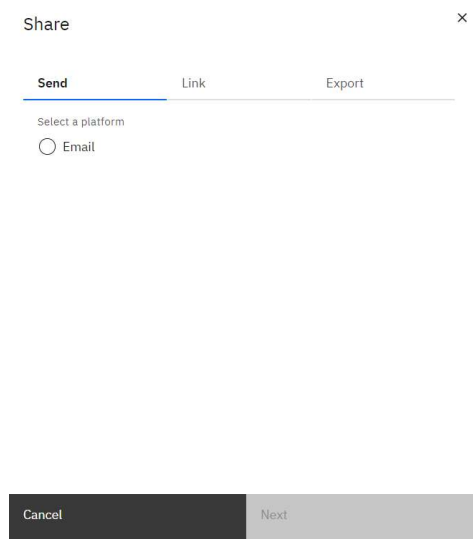 Share
Send Link Export
Select a platform
Email
Cancel Next